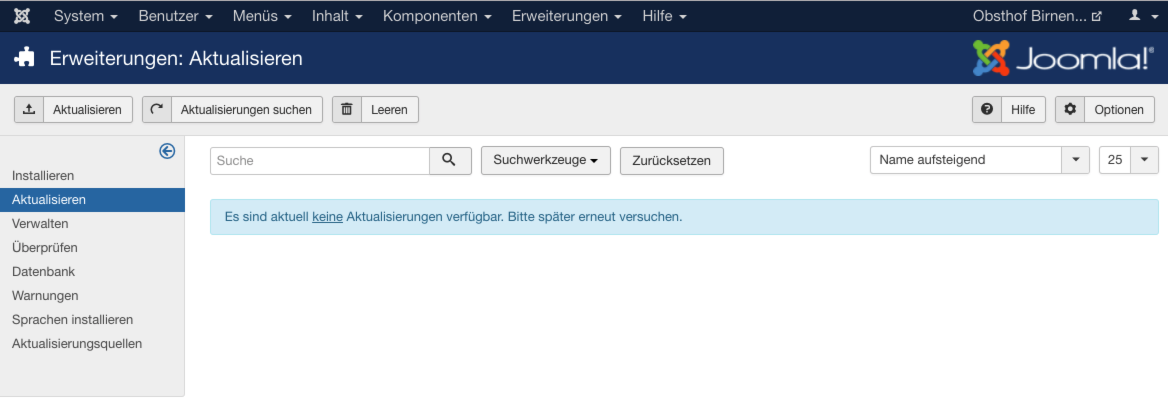 System Benutzer Menüs Inhalt Komponenten Erweiterungen Hilfe Obsthof Birnen...
Erweiterungen: Aktualisieren Joomla!®
Aktualisieren Aktualisierungen suchen Leeren Hilfe Optionen
Suche Suchwerkzeuge Zurücksetzen Name aufsteigend 25
Installieren
Aktualisieren
Verwalten
Überprüfen
Datenbank
Warnungen
Sprachen installieren
Aktualisierungsquellen
Es sind aktuell keine Aktualisierungen verfügbar. Bitte später erneut versuchen.